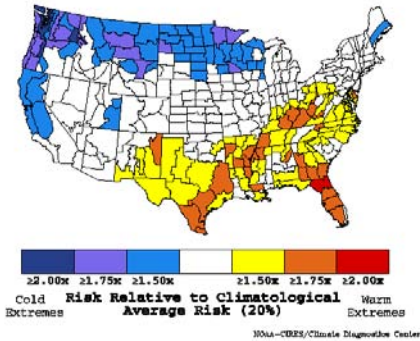 ≥2.00x ≥1.75x ≥1.50x ≥1.50x ≥1.75x ≥2.00x
Cold Extremes Risk Relative to Climatological Average Risk (20%) Warm Extremes
NOAA-CIRES/Climate Diagnostics Center